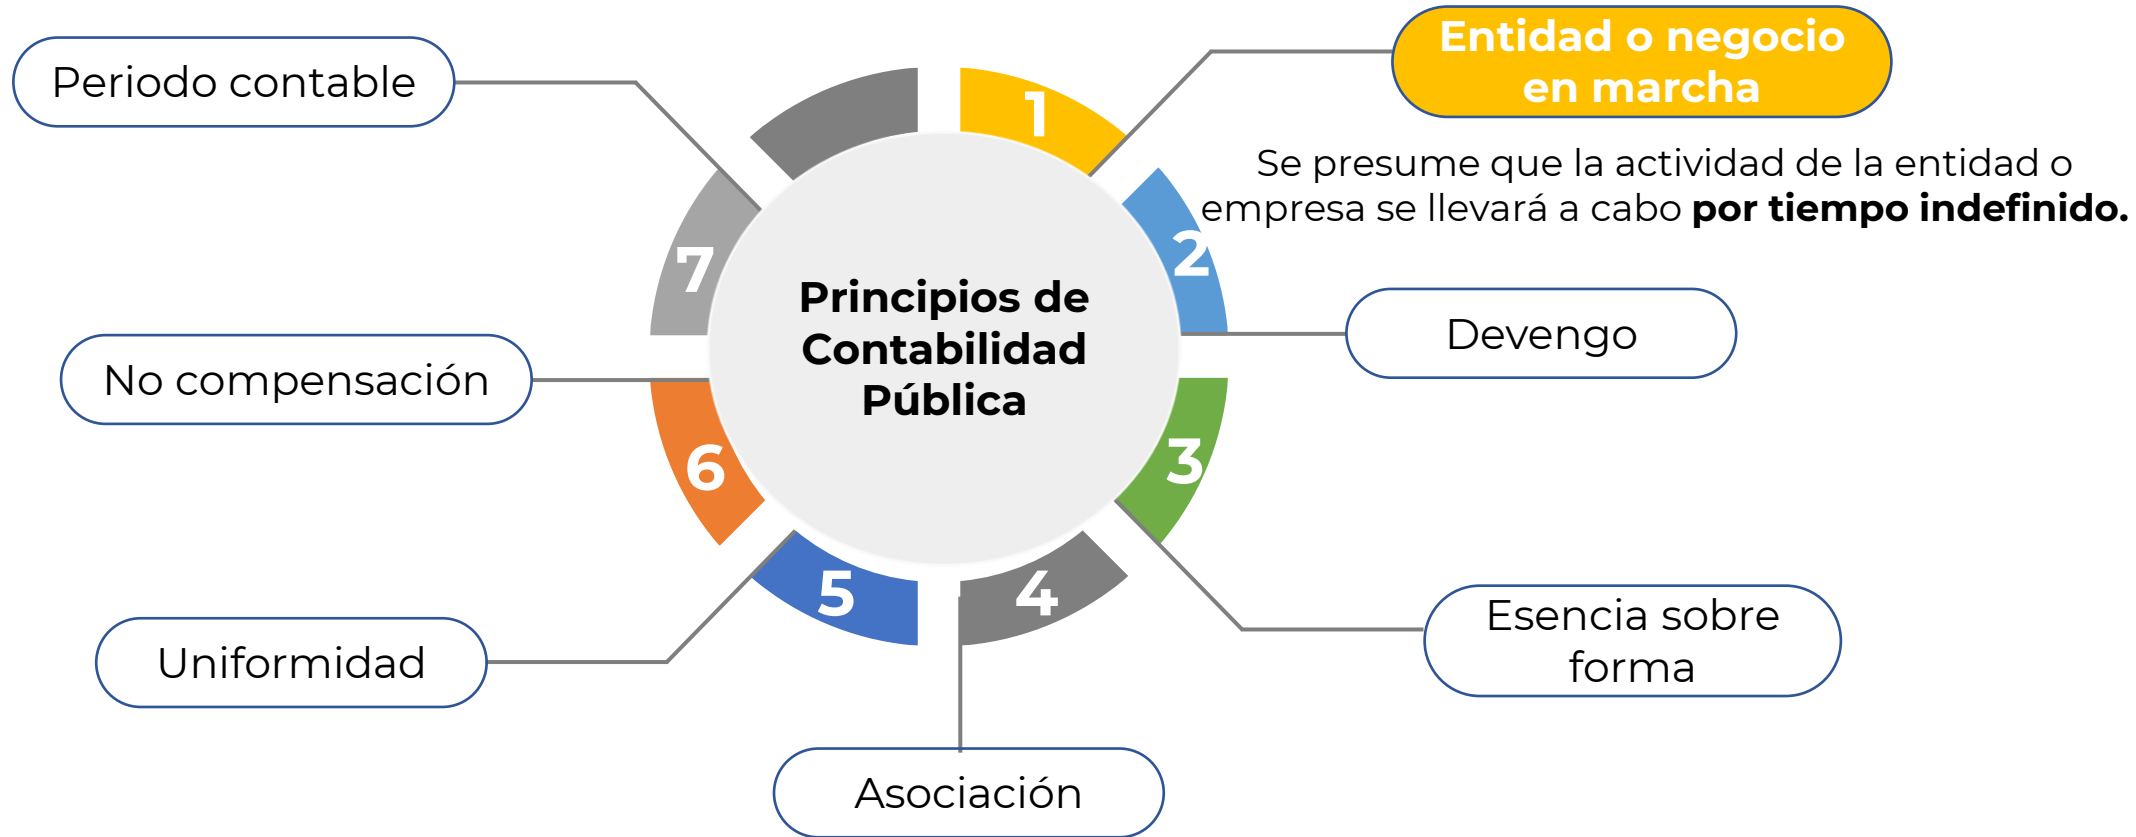 Entidad o negocio
en marcha
Se presume que la actividad de la entidad o
empresa se llevará a cabo por tiempo indefinido.
Periodo contable
1
2
7
Principios de
Contabilidad
Pública
Devengo
No compensación
3
6
5
4
Esencia sobre
forma
Uniformidad
Asociación